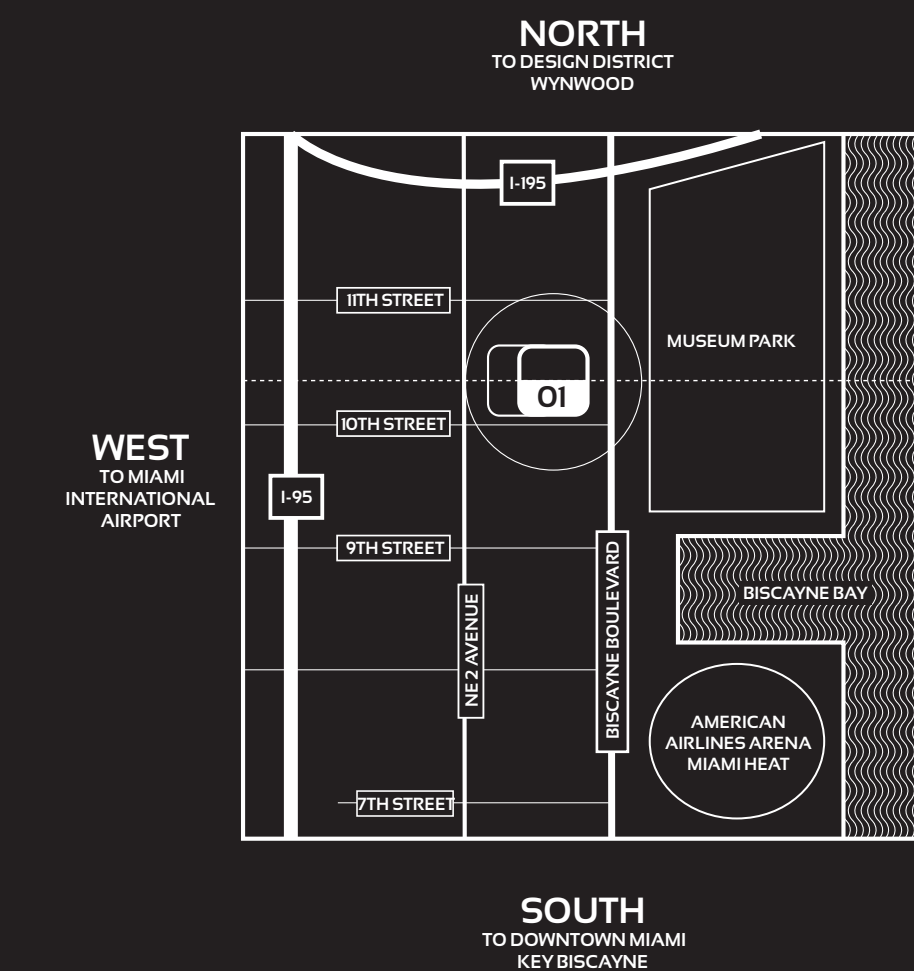 NORTH
TO DESIGN DISTRICT
WYNWOOD
I-195
11TH STREET
MUSEUM PARK
01
10TH STREET
WEST
TO MIAMI
INTERNATIONAL
AIRPORT
I-95
9TH STREET
BISCAYNE BOULEVARD
BISCAYNE BAY
NE 2 AVENUE
AMERICAN
AIRLINES ARENA
MIAMI HEAT
7TH STREET
SOUTH
TO DOWNTOWN MIAMI
KEY BISCAYNE